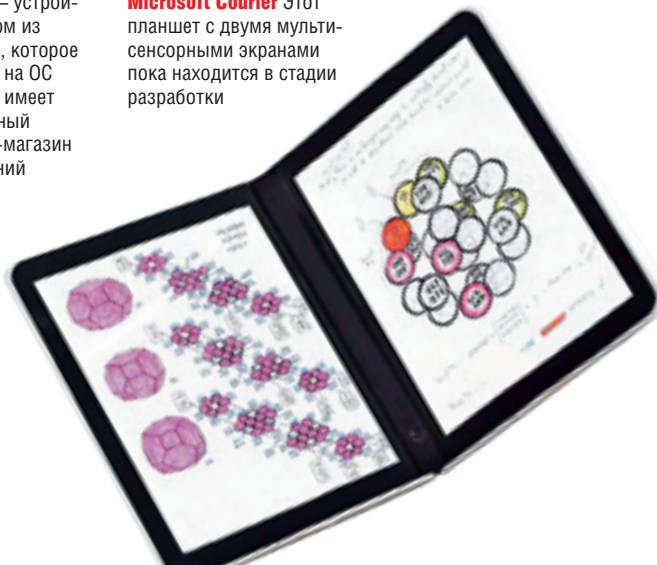 — устрой-
ом из
, которое
на ОС
имеет
ный
-магазин
ний
Microsoft Courier Этот
планшет с двумя мульти-
сенсорными экранами
пока находится в стадии
разработки